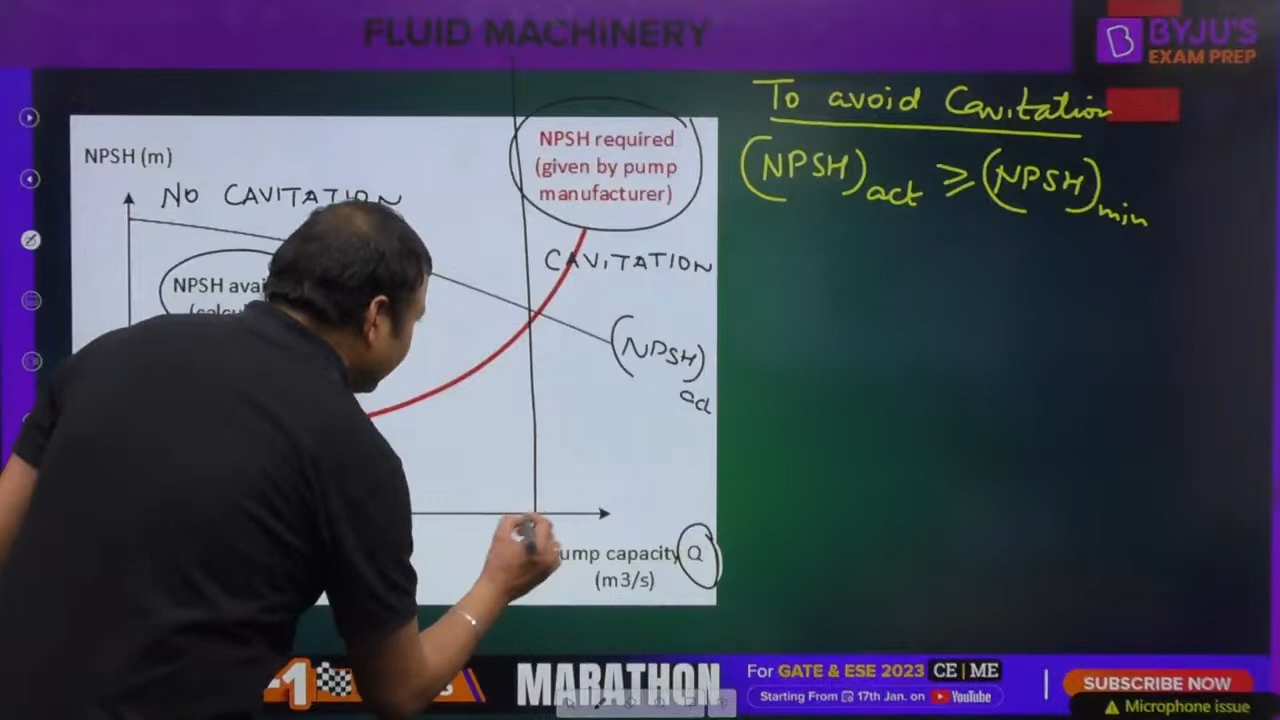 FLUID MACHINERY
BYJU'S
EXAM PREP
To avoid Cavitation
(NPSH)act ≥ (NPSH)min
NPSH (m)
NO CAVITATION
NPSH required
(given by pump
manufacturer)
CAVITATION
NPSH
(NPSH)
act
capacity Q
(m3/s)
MARATHON
For GATE & ESE 2023 CE | ME
Starting From 17th Jan. on YouTube
SUBSCRIBE NOW
Microphone issue